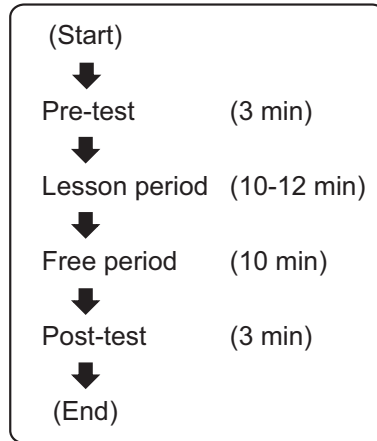 (Start)
Pre-test (3 min)
Lesson period (10-12 min)
Free period (10 min)
Post-test (3 min)
(End)